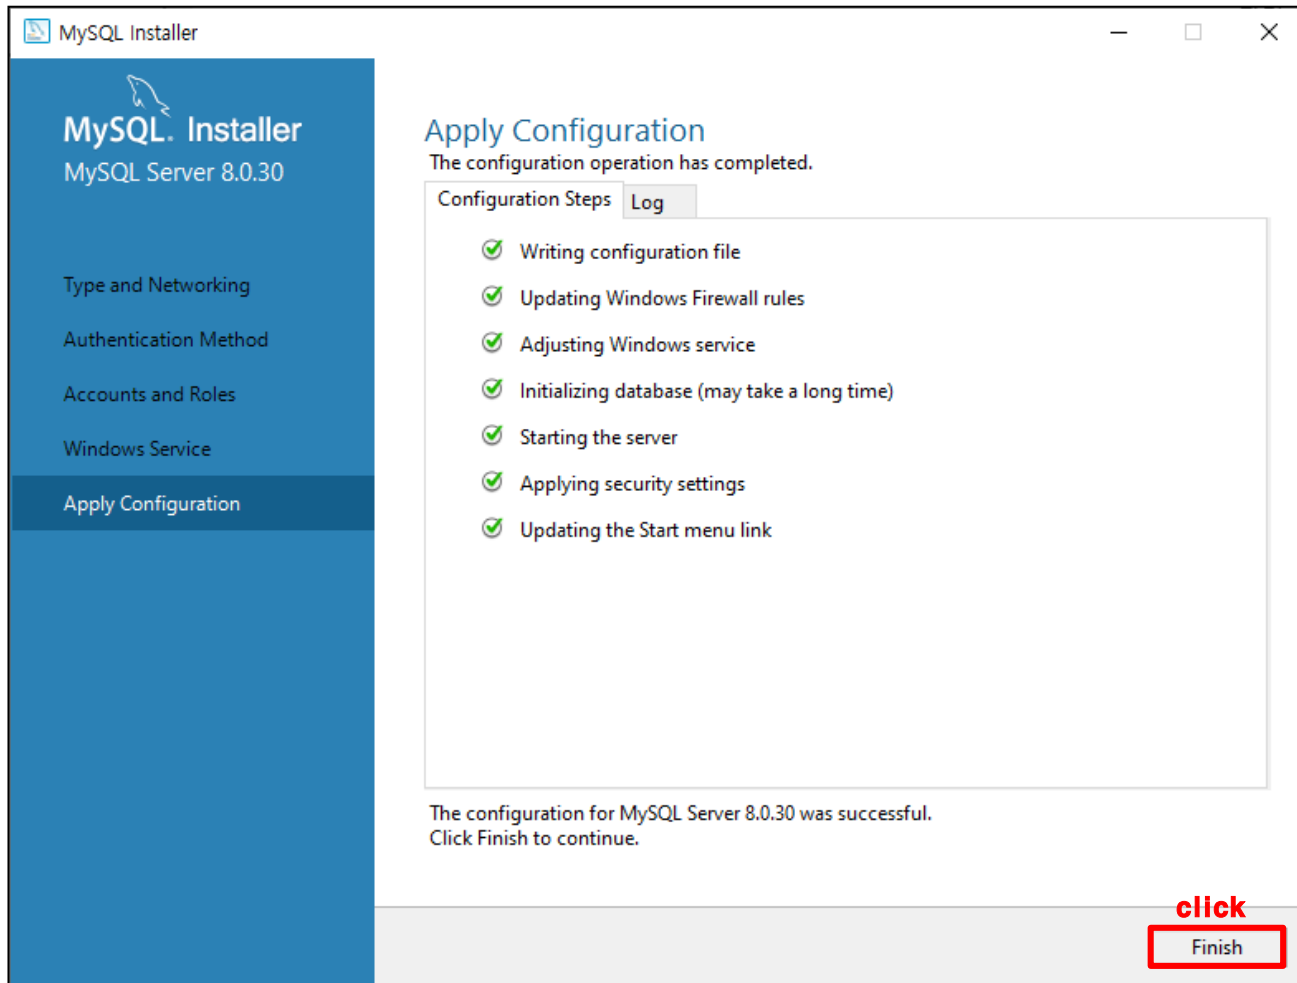 MySQL Installer
MySQL. Installer
MySQL Server 8.0.30
Type and Networking
Authentication Method
Accounts and Roles
Windows Service
Apply Configuration
Apply Configuration
The configuration operation has completed.
Configuration Steps
Log
Writing configuration file
Updating Windows Firewall rules
Adjusting Windows service
Initializing database (may take a long time)
Starting the server
Applying security settings
Updating the Start menu link
The configuration for MySQL Server 8.0.30 was successful.
Click Finish to continue.
click
Finish